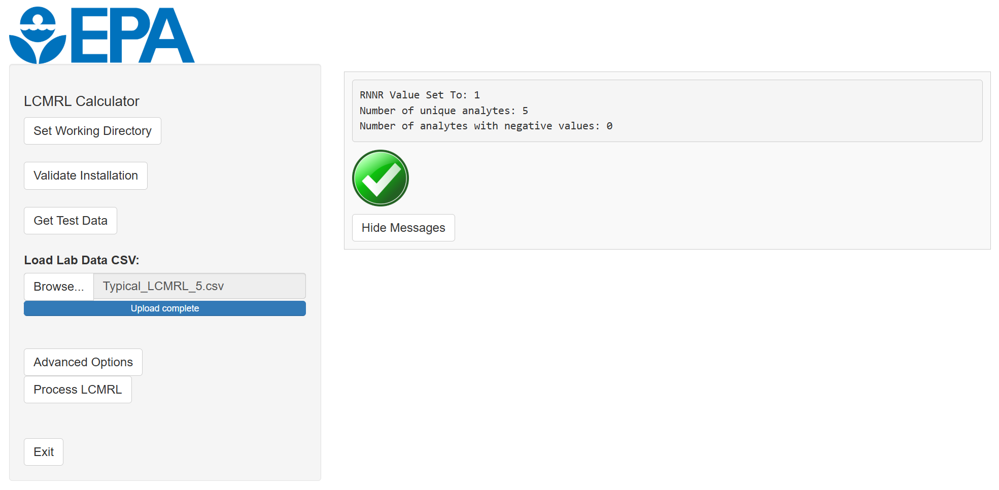 EPA
LCMRL Calculator
Set Working Directory
Validate Installation
Get Test Data
Load Lab Data CSV:
Browse... Typical_LCMRL_5.csv
Upload complete
Advanced Options
Process LCMRL
Exit
RNNR Value Set To: 1
Number of unique analytes: 5
Number of analytes with negative values: 0
Hide Messages